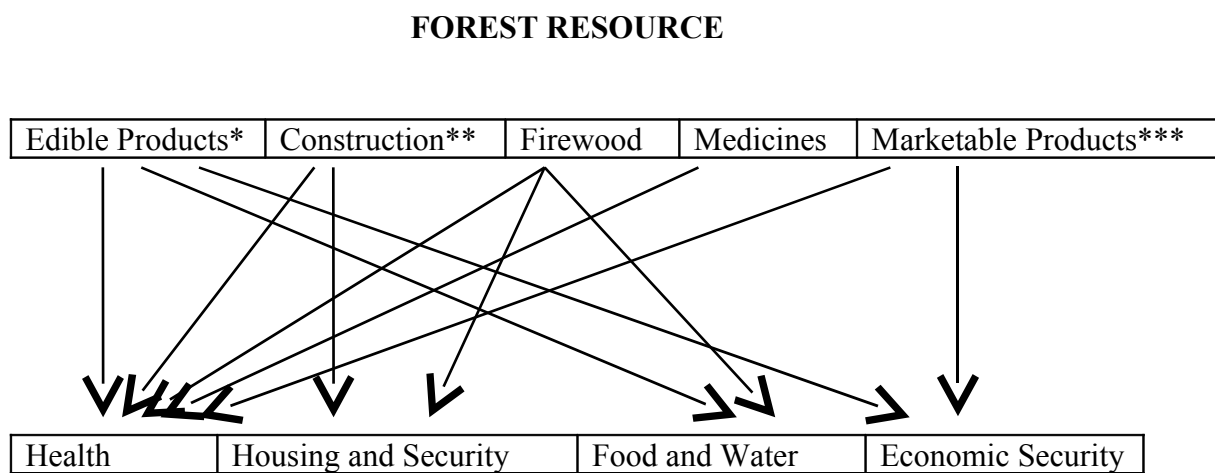 FOREST RESOURCE
Edible Products* Construction** Firewood Medicines Marketable Products***
Health Housing and Security Food and Water Economic Security